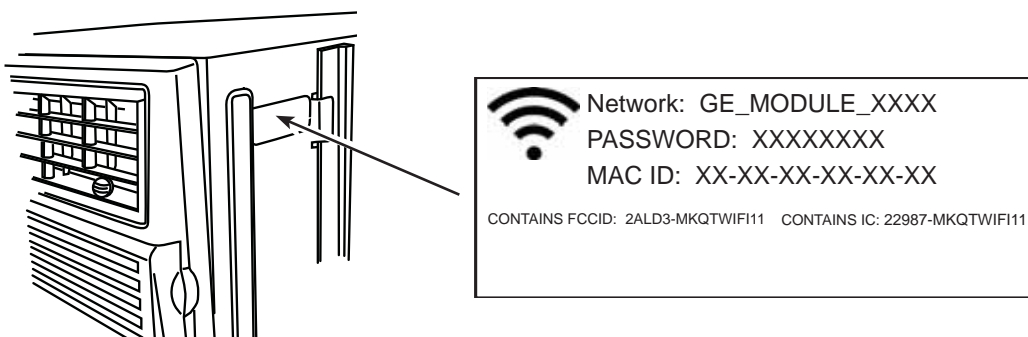 Network: GE_MODULE_XXXX
PASSWORD: XXXXXXXX
MAC ID: XX-XX-XX-XX-XX-XX
CONTAINS FCCID: 2ALD3-MKQTWIFI11 CONTAINS IC: 22987-MKQTWIFI11